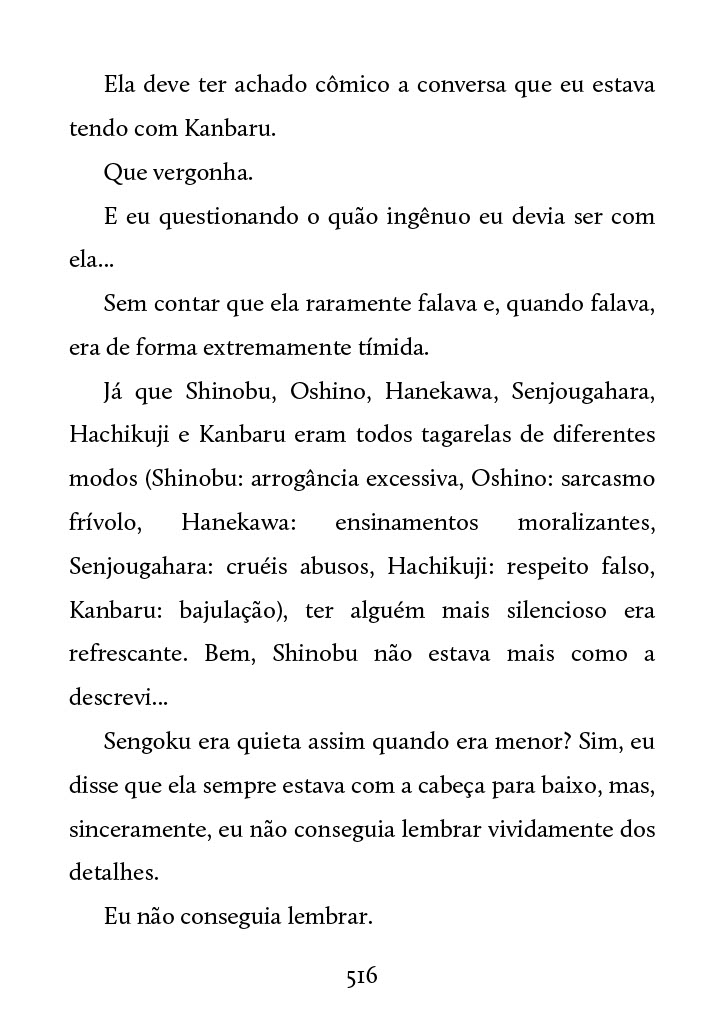 Ela deve ter achado cômico a conversa que eu estava
tendo com Kanbaru.
Que vergonha.
E eu questionando o quão ingênuo eu devia ser com
ela...
Sem contar que ela raramente falava e, quando falava,
era de forma extremamente tímida.
Já que Shinobu, Oshino, Hanekawa, Senjougahara,
Hachikuji e Kanbaru eram todos tagarelas de diferentes
modos (Shinobu: arrogância excessiva, Oshino: sarcasmo
frívolo, Hanekawa: ensinamentos moralizantes,
Senjougahara: cruéis abusos, Hachikuji: respeito falso,
Kanbaru: bajulação), ter alguém mais silencioso era
refrescante. Bem, Shinobu não estava mais como a
descrevi...
Sengoku era quieta assim quando era menor? Sim, eu
disse que ela sempre estava com a cabeça para baixo, mas,
sinceramente, eu não conseguia lembrar vividamente dos
detalhes.
Eu não conseguia lembrar.
516